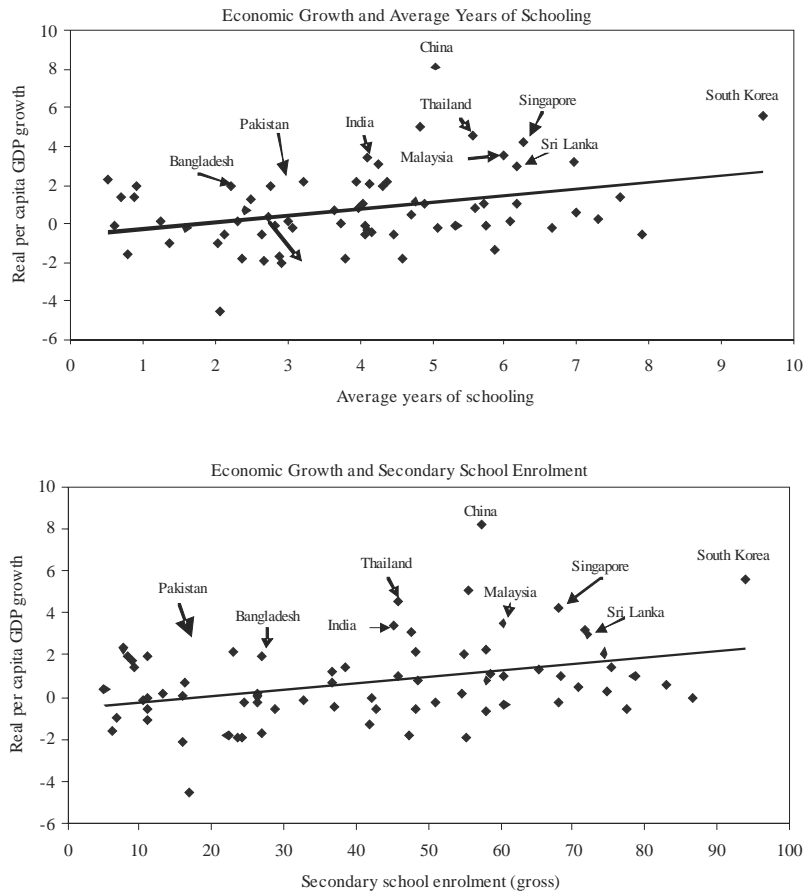 Economic Growth and Average Years of Schooling
Real per capita GDP growth
10
8
6
4
2
0
-2
-4
-6
China
South Korea
Singapore
Thailand
India
Pakistan
Sri Lanka
Malaysia
Bangladesh
0 1 2 3 4 5 6 7 8 9 10
Average years of schooling
Economic Growth and Secondary School Enrolment
Real per capita GDP growth
10
8
6
4
2
0
-2
-4
-6
China
South Korea
Thailand
Singapore
Pakistan
Malaysia
Bangladesh
Sri Lanka
India
0 10 20 30 40 50 60 70 80 90 100
Secondary school enrolment (gross)